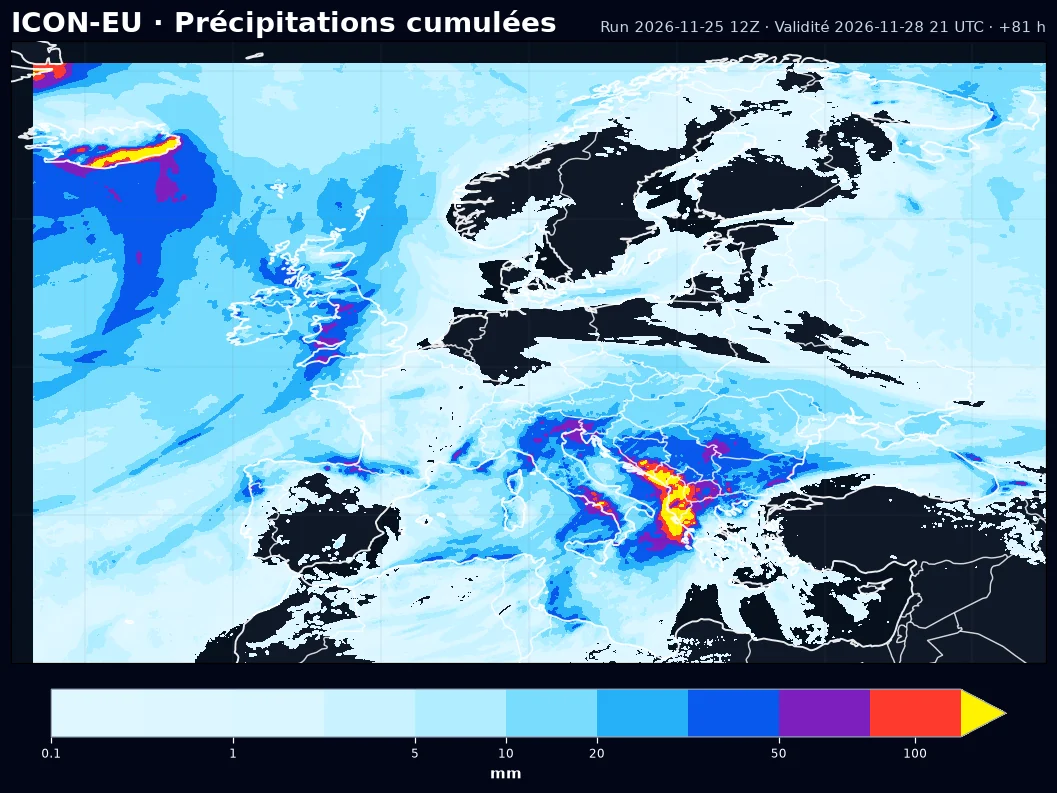 ICON-EU · Précipitations cumulées
Run 2026-11-25 12Z · Validité 2026-11-28 21 UTC · +81 h
0.1 1 5 10 20 50 100
mm